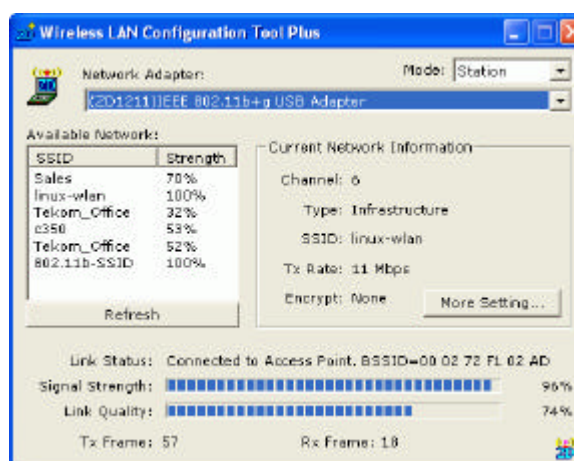 Wireless LAN Configuration Tool Plus
Network Adapter:
Mode: Station
(ZD1211)IEEE 802.11b+g USB Adapter
Available Network:
SSID Strength
Sales 70%
linux-wlan 100%
Tekom_Office 32%
c350 53%
Tekom_Office 52%
802.11b-SSID 100%
Refresh
Current Network Information
Channel: 6
Type: Infrastructure
SSID: linux-wlan
Tx Rate: 11 Mbps
Encrypt: None
More Setting...
Link Status: Connected to Access Point. BSSID=00 02 72 F1 02 AD
Signal Strength: 96%
Link Quality: 74%
Tx Frame: 57 Rx Frame: 18